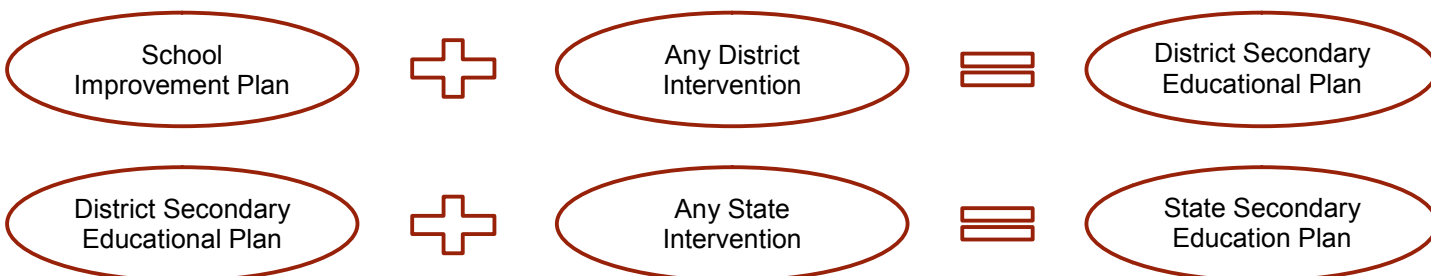 School
Improvement Plan
Any District
Intervention
District Secondary
Educational Plan
District Secondary
Educational Plan
Any State
Intervention
State Secondary
Education Plan